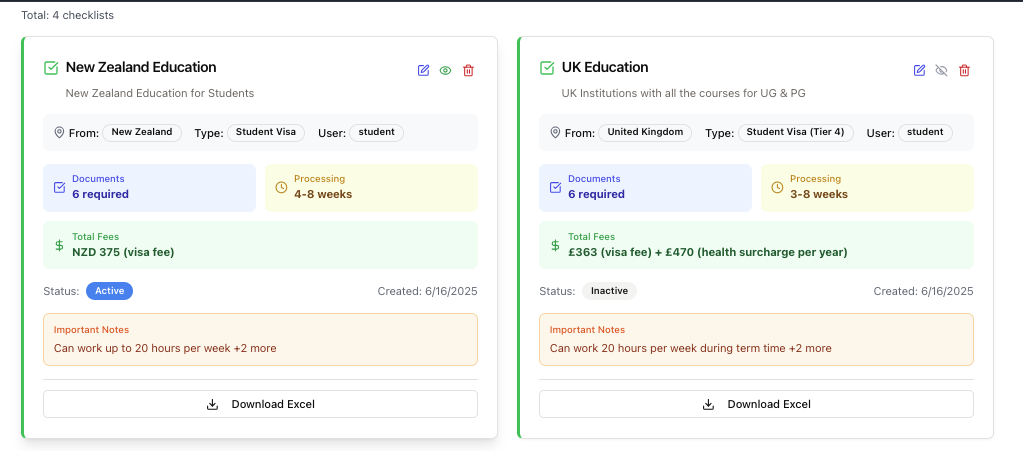 Total: 4 checklists
New Zealand Education
New Zealand Education for Students
From: New Zealand Type: Student Visa User: student
Documents
6 required
Processing
4-8 weeks
Total Fees
NZD 375 (visa fee)
Status: Active Created: 6/16/2025
Important Notes
Can work up to 20 hours per week +2 more
Download Excel
UK Education
UK Institutions with all the courses for UG & PG
From: United Kingdom Type: Student Visa (Tier 4) User: student
Documents
6 required
Processing
3-8 weeks
Total Fees
£363 (visa fee) + £470 (health surcharge per year)
Status: Inactive Created: 6/16/2025
Important Notes
Can work 20 hours per week during term time +2 more
Download Excel